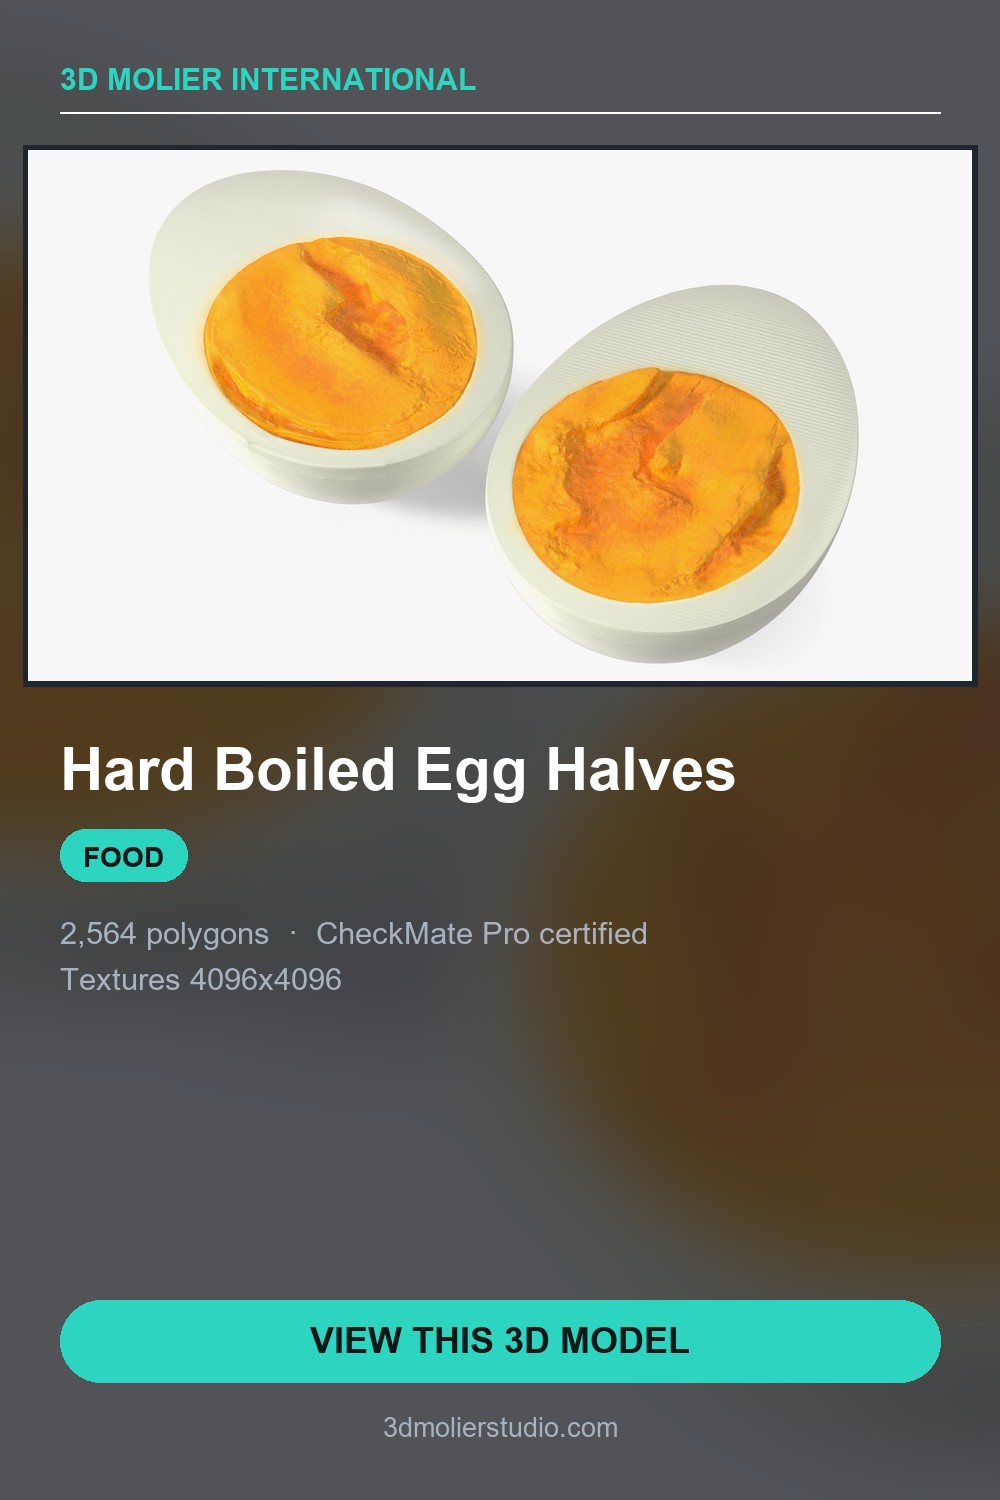 3D MOLIER INTERNATIONAL
Hard Boiled Egg Halves
FOOD
2,564 polygons · CheckMate Pro certified
Textures 4096x4096
VIEW THIS 3D MODEL
3dmolierstudio.com